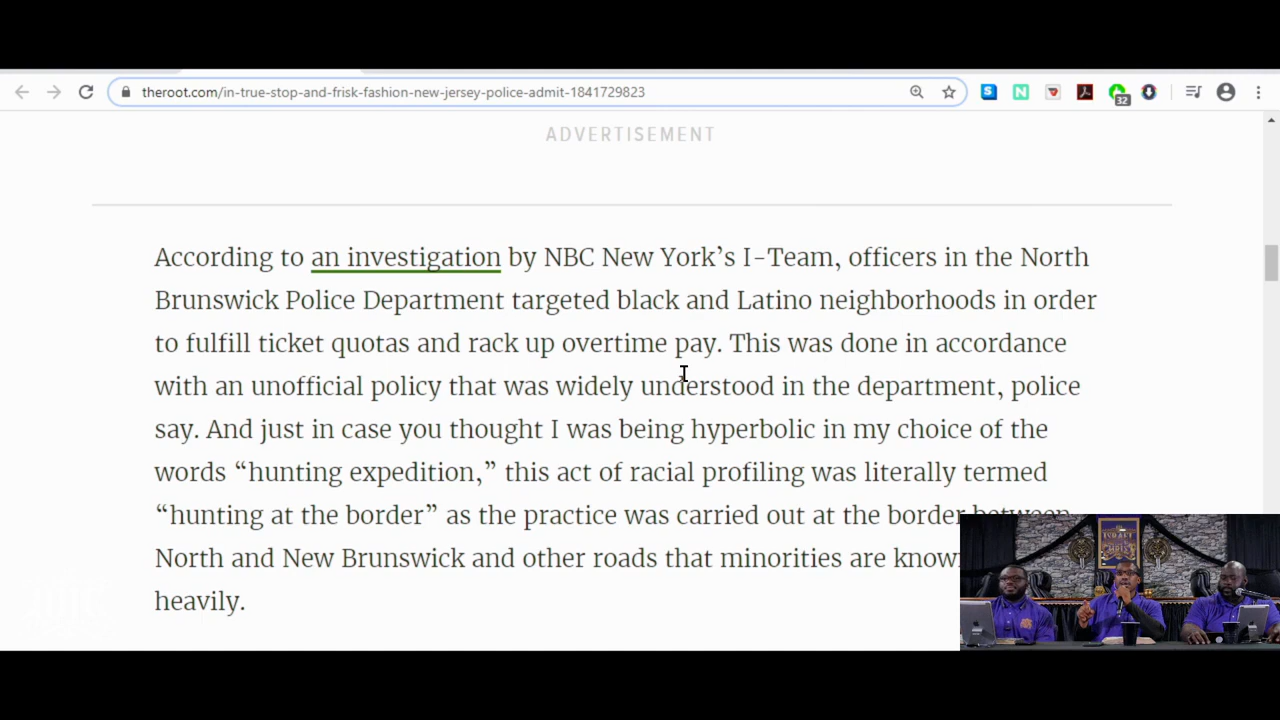 theroot.com/in-true-stop-and-frisk-fashion-new-jersey-police-admit-1841729823
32
ADVERTISEMENT
According to an investigation by NBC New York’s I-Team, officers in the North
Brunswick Police Department targeted black and Latino neighborhoods in order
to fulfill ticket quotas and rack up overtime pay. This was done in accordance
with an unofficial policy that was widely understood in the department, police
say. And just in case you thought I was being hyperbolic in my choice of the
words “hunting expedition,” this act of racial profiling was literally termed
“hunting at the border” as the practice was carried out at the border between
North and New Brunswick and other roads that minorities are
heavily.